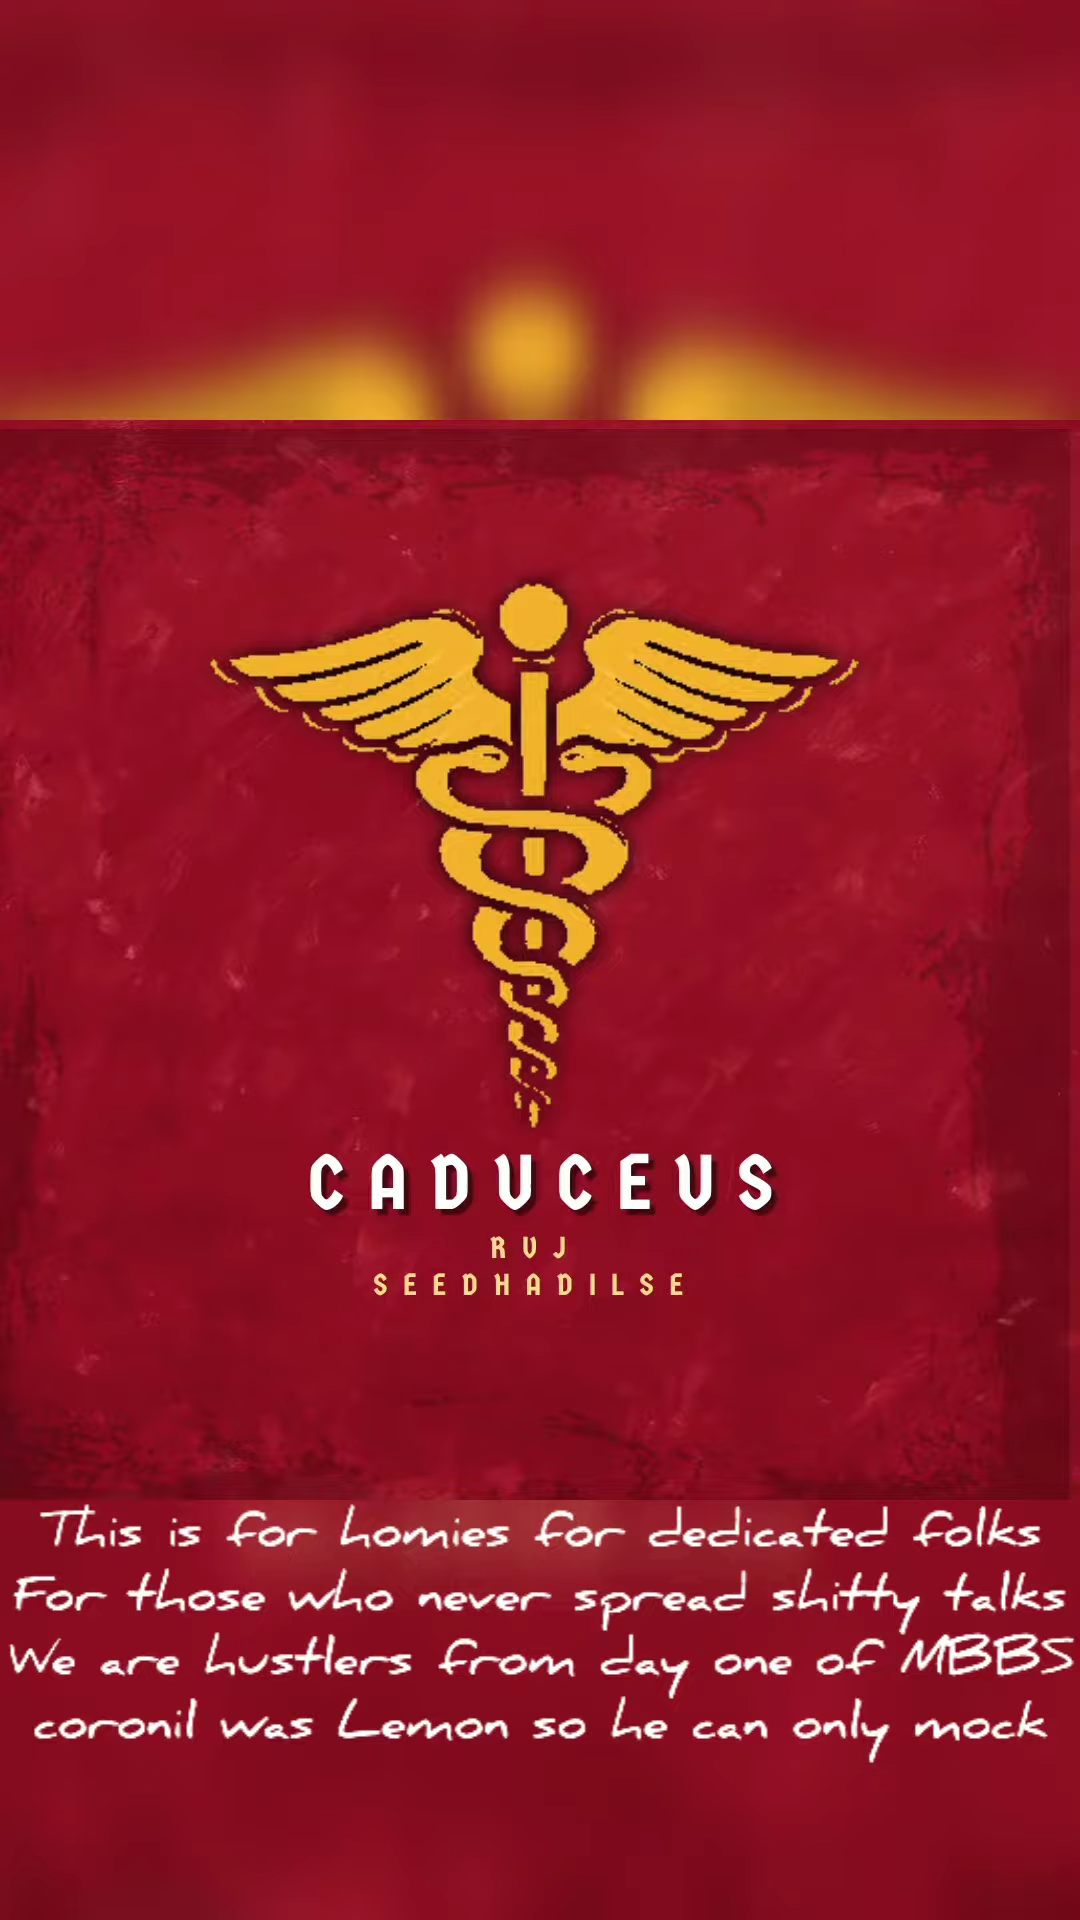 CADUCEUS
RUJ
SEEDHADILSE
This is for homies for dedicated folks
For those who never spread shitty talks
We are hustlers from day one of MBBS
coronil was Lemon so he can only mock